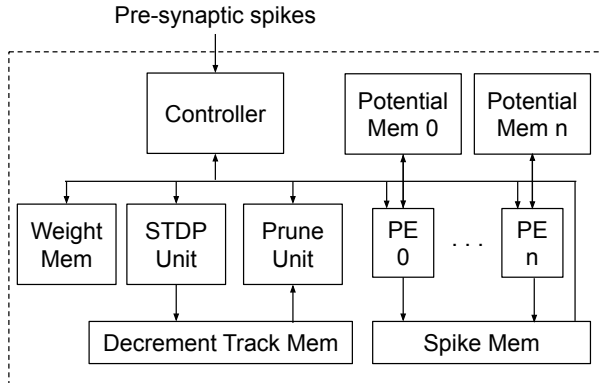 Pre-synaptic spikes
Controller
Potential
Mem 0
Potential
Mem n
Weight
Mem
STDP
Unit
Prune
Unit
PE
0
. . .
PE
n
Decrement Track Mem
Spike Mem